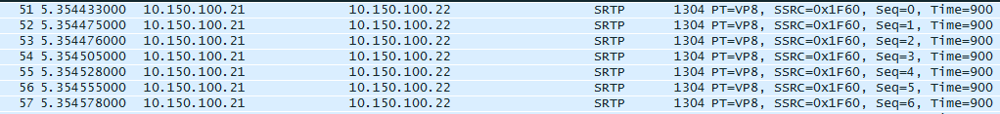 51 5.354433000 10.150.100.21 10.150.100.22 SRTP 1304 PT=VP8, SSRC=0x1F60, Seq=0, Time=900
52 5.354475000 10.150.100.21 10.150.100.22 SRTP 1304 PT=VP8, SSRC=0x1F60, Seq=1, Time=900
53 5.354476000 10.150.100.21 10.150.100.22 SRTP 1304 PT=VP8, SSRC=0x1F60, Seq=2, Time=900
54 5.354505000 10.150.100.21 10.150.100.22 SRTP 1304 PT=VP8, SSRC=0x1F60, Seq=3, Time=900
55 5.354528000 10.150.100.21 10.150.100.22 SRTP 1304 PT=VP8, SSRC=0x1F60, Seq=4, Time=900
56 5.354555000 10.150.100.21 10.150.100.22 SRTP 1304 PT=VP8, SSRC=0x1F60, Seq=5, Time=900
57 5.354578000 10.150.100.21 10.150.100.22 SRTP 1304 PT=VP8, SSRC=0x1F60, Seq=6, Time=900